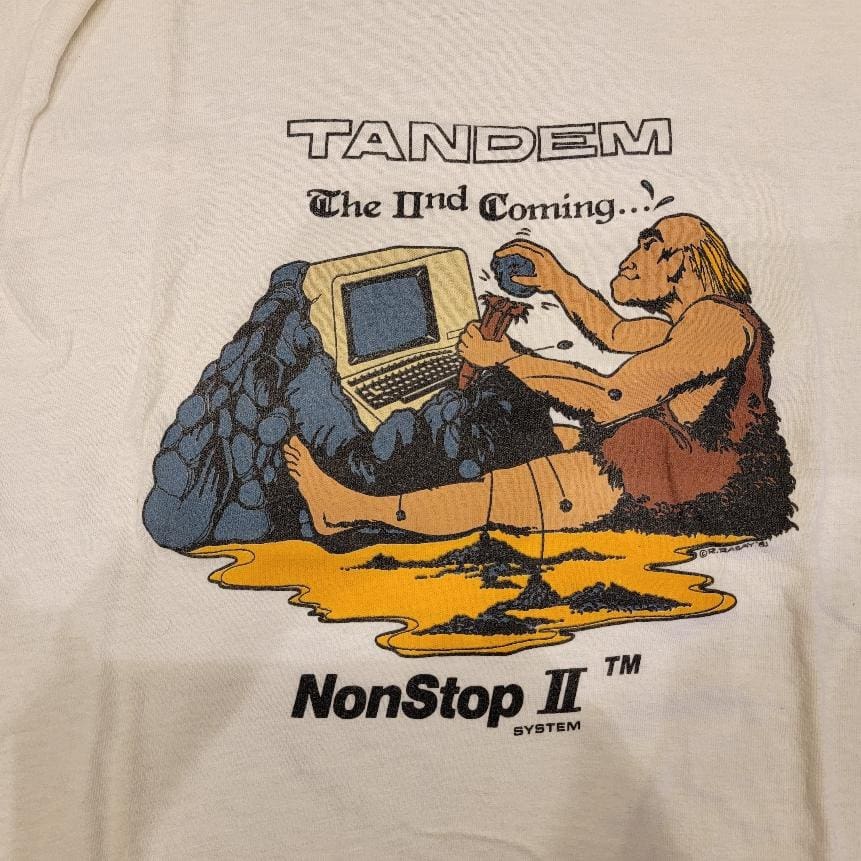 TANDEM
The IInd Coming...!
NonStop II ™
SYSTEM